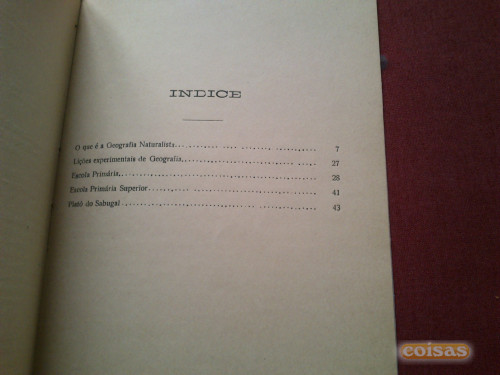 INDICE
O que é a Geografia Naturalista 7
Lições experimentais de Geografia 27
Escola Primária 28
Escola Primária Superior 41
Platô do Sabugal 43
coisas